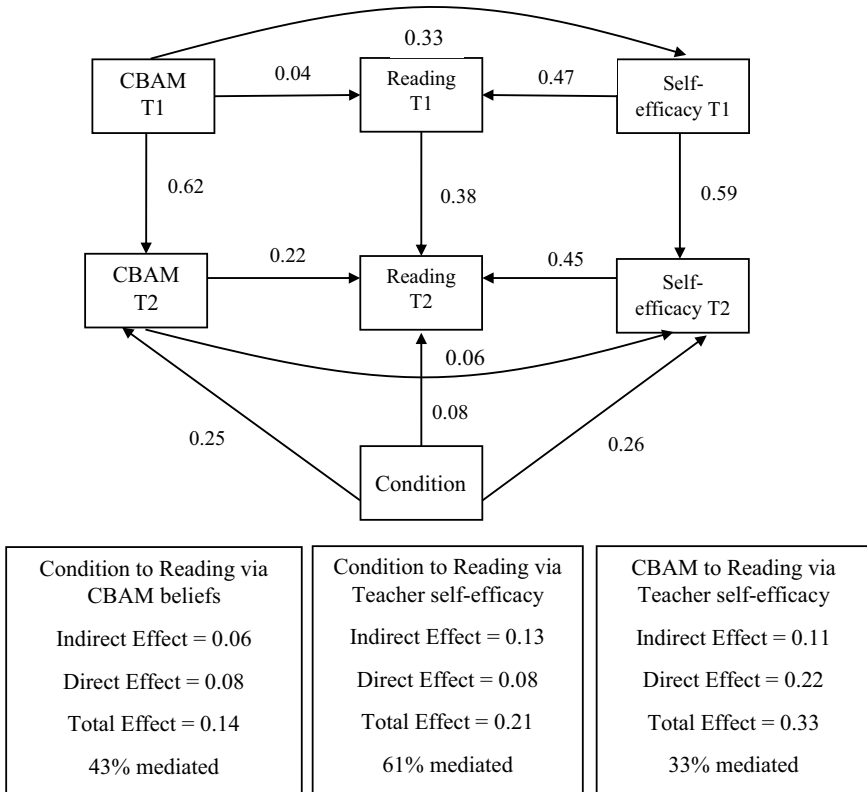 0.33
CBAM
T1
0.04
Reading
T1
0.47
Self-
efficacy T1
0.62
0.38
0.59
CBAM
T2
0.22
Reading
T2
0.45
Self-
efficacy T2
0.06
0.25
0.08
0.26
Condition
Condition to Reading via
CBAM beliefs
Indirect Effect = 0.06
Direct Effect = 0.08
Total Effect = 0.14
43% mediated
Condition to Reading via
Teacher self-efficacy
Indirect Effect = 0.13
Direct Effect = 0.08
Total Effect = 0.21
61% mediated
CBAM to Reading via
Teacher self-efficacy
Indirect Effect = 0.11
Direct Effect = 0.22
Total Effect = 0.33
33% mediated